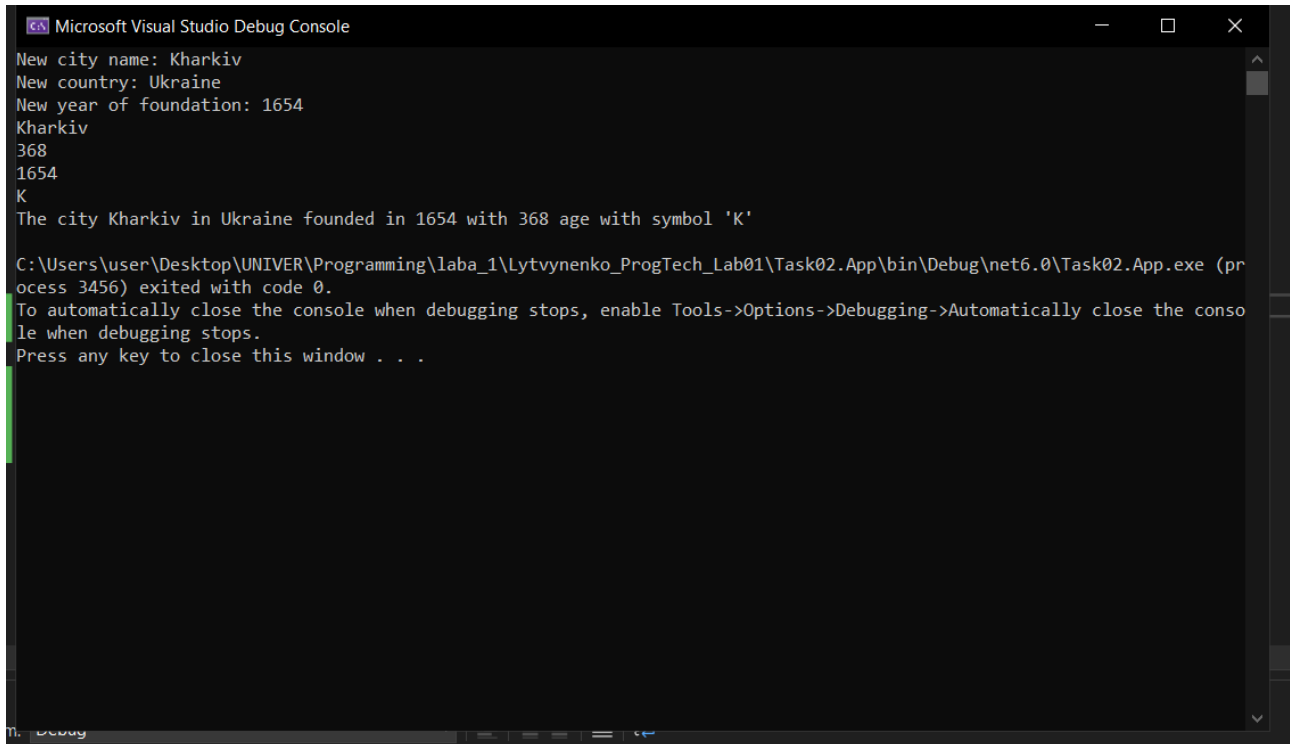 Microsoft Visual Studio Debug Console
New city name: Kharkiv
New country: Ukraine
New year of foundation: 1654
Kharkiv
368
1654
K
The city Kharkiv in Ukraine founded in 1654 with 368 age with symbol 'K'
C:\Users\user\Desktop\UNIVER\Programming\laba_1\Lytvynenko_ProgTech_Lab01\Task02.App\bin\Debug\net6.0\Task02.App.exe (pr
ocess 3456) exited with code 0.
To automatically close the console when debugging stops, enable Tools->Options->Debugging->Automatically close the conso
le when debugging stops.
Press any key to close this window . . .
Debug